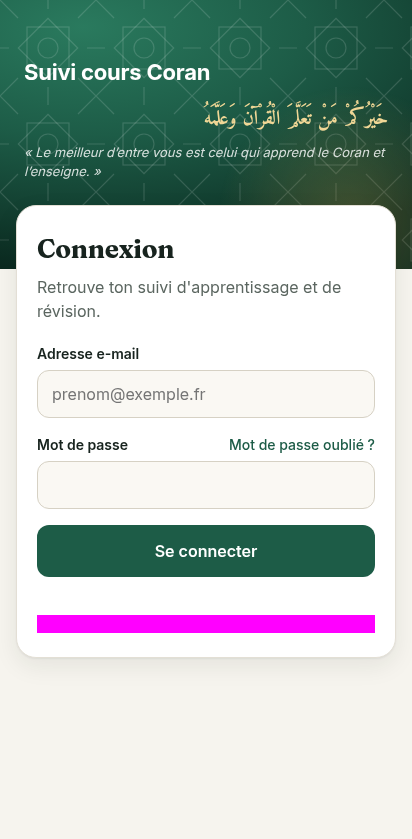 Suivi cours Coran
خَيْرُكُمْ مَنْ تَعَلَّمَ الْقُرْآنَ وَعَلَّمَهُ
« Le meilleur d'entre vous est celui qui apprend le Coran et
l'enseigne. »
Connexion
Retrouve ton suivi d'apprentissage et de
révision.
Adresse e-mail
prenom@exemple.fr
Mot de passe Mot de passe oublié ?
Se connecter